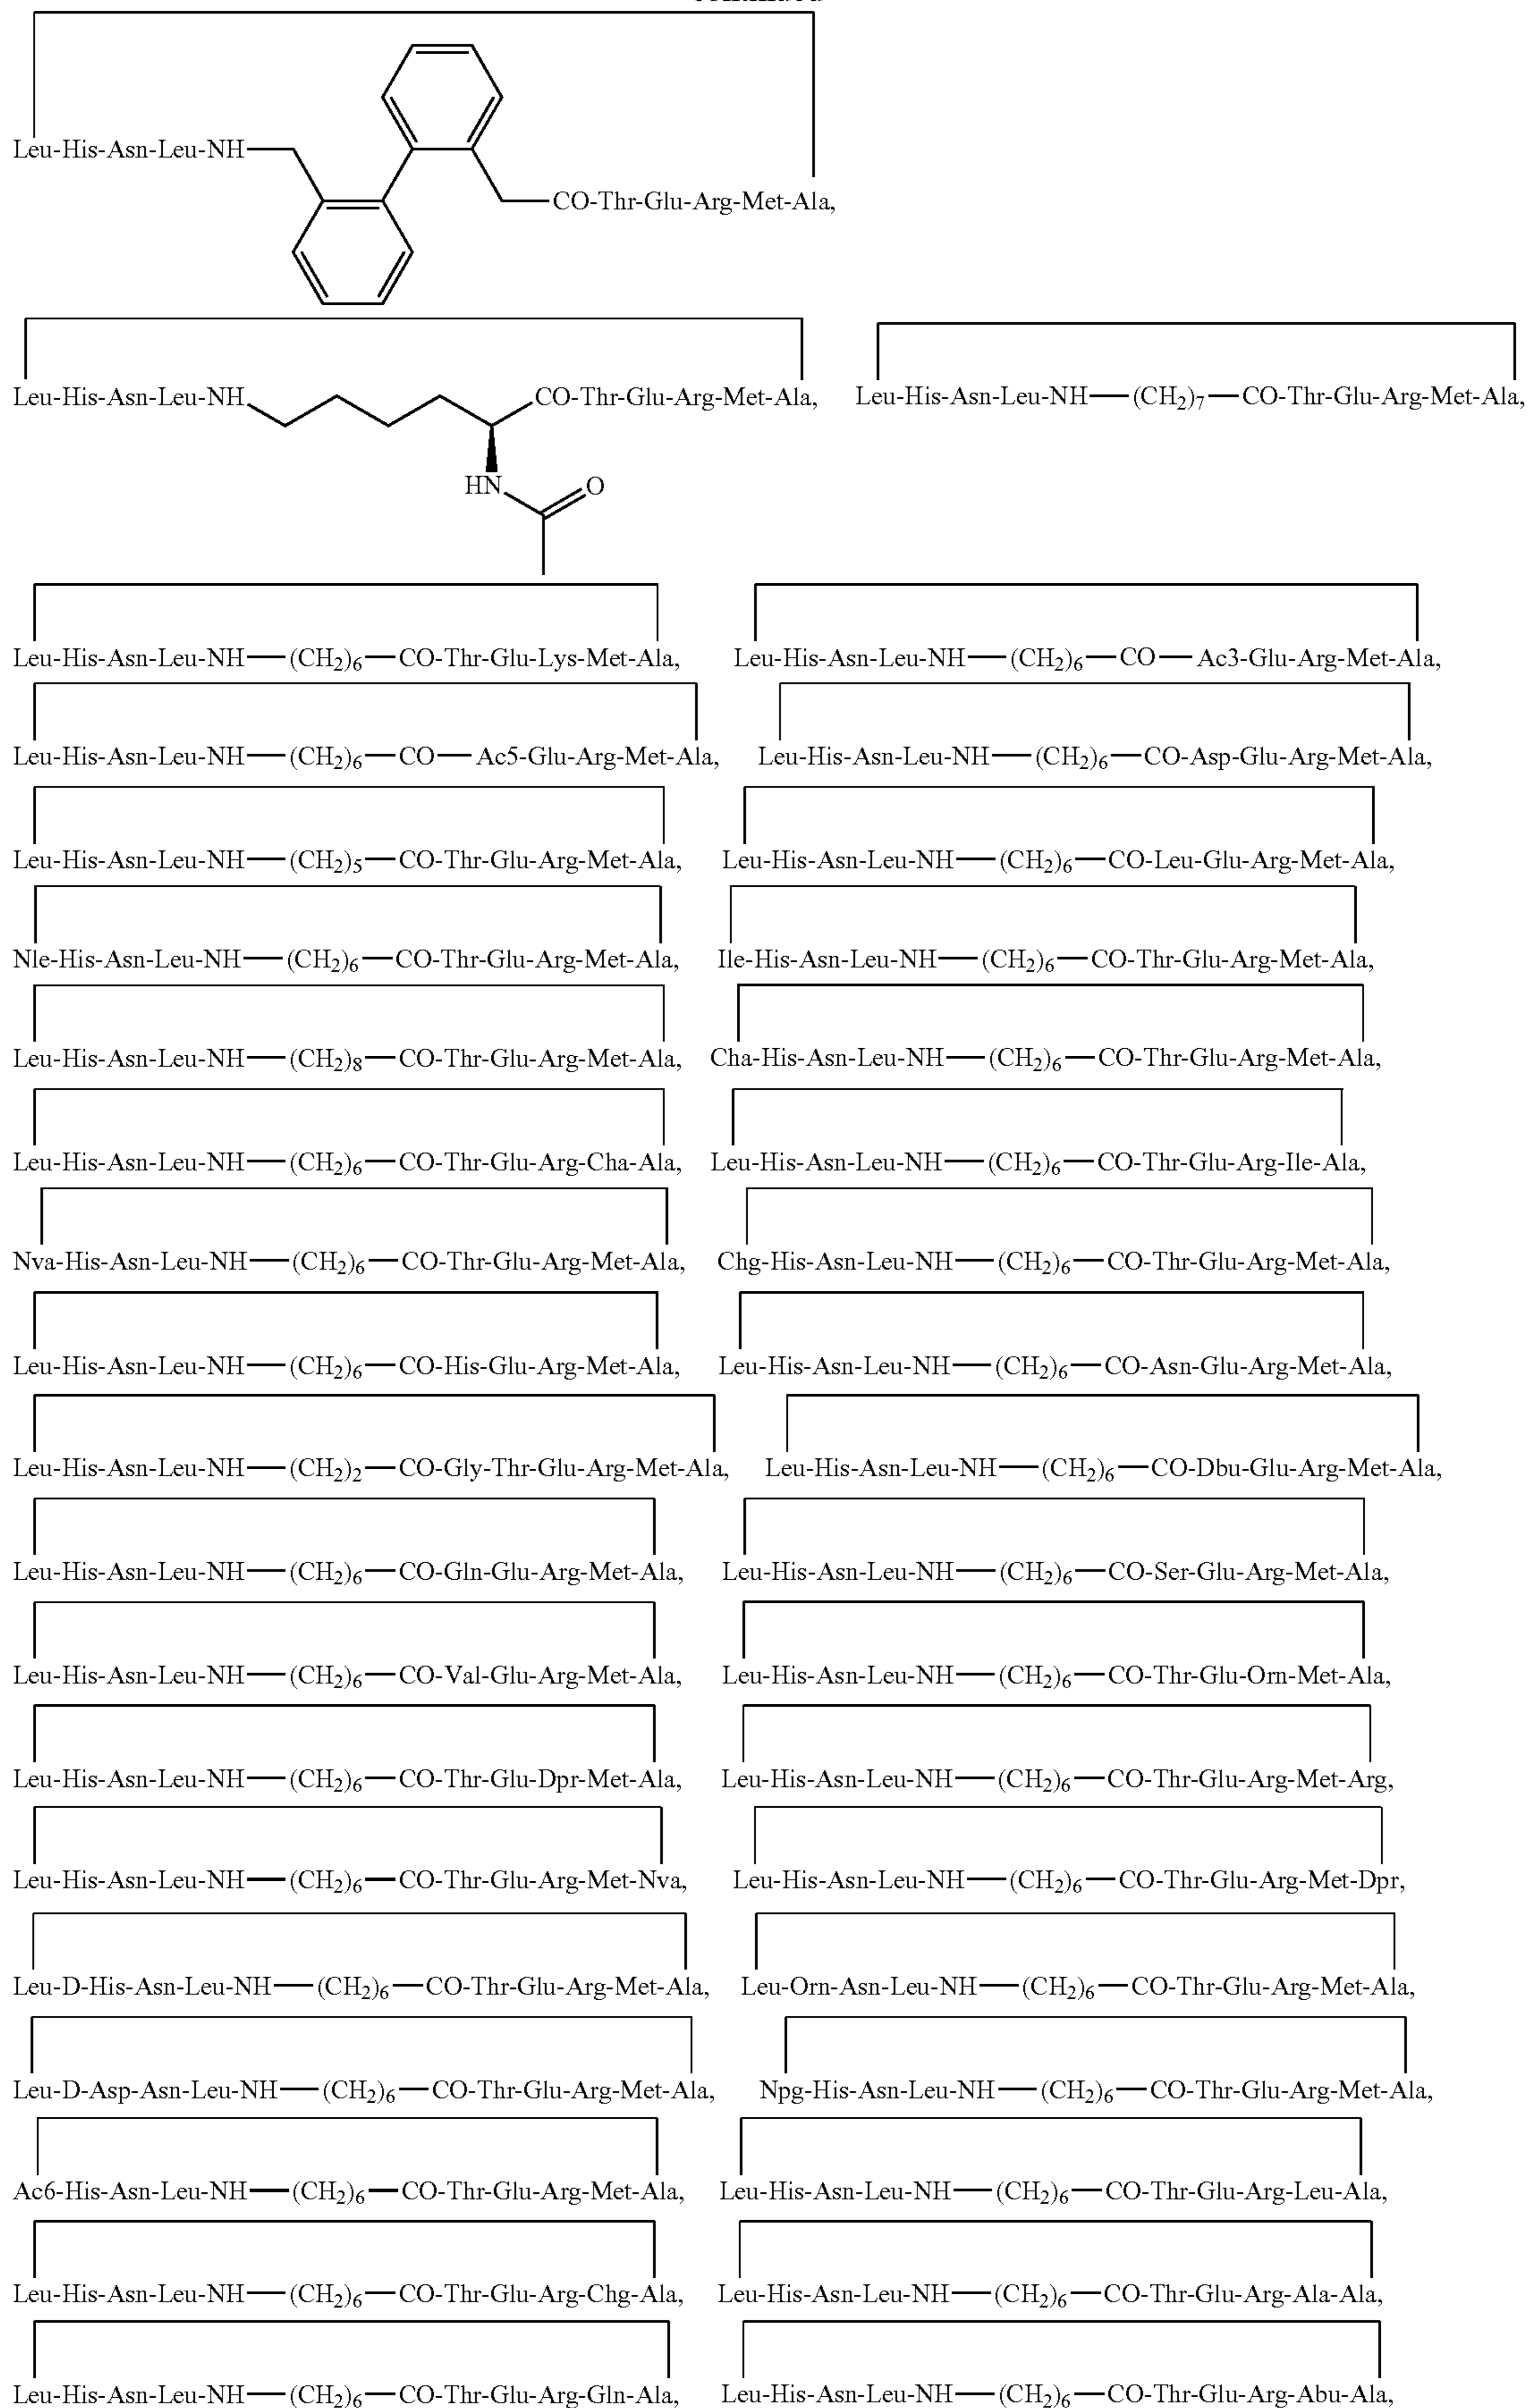 Leu-His-Asn-Leu-NH
CO-Thr-Glu-Arg-Met-Ala,
Leu-His-Asn-Leu-NH CO-Thr-Glu-Arg-Met-Ala, Leu-His-Asn-Leu-NH—(CH₂)₇—CO-Thr-Glu-Arg-Met-Ala,
HN O
Leu-His-Asn-Leu-NH—(CH₂)₆—CO-Thr-Glu-Lys-Met-Ala, Leu-His-Asn-Leu-NH—(CH₂)₆—CO—Ac3-Glu-Arg-Met-Ala,
Leu-His-Asn-Leu-NH—(CH₂)₆—CO—Ac5-Glu-Arg-Met-Ala, Leu-His-Asn-Leu-NH—(CH₂)₆—CO-Asp-Glu-Arg-Met-Ala,
Leu-His-Asn-Leu-NH—(CH₂)₅—CO-Thr-Glu-Arg-Met-Ala, Leu-His-Asn-Leu-NH—(CH₂)₆—CO-Leu-Glu-Arg-Met-Ala,
Nle-His-Asn-Leu-NH—(CH₂)₆—CO-Thr-Glu-Arg-Met-Ala, Ile-His-Asn-Leu-NH—(CH₂)₆—CO-Thr-Glu-Arg-Met-Ala,
Leu-His-Asn-Leu-NH—(CH₂)₈—CO-Thr-Glu-Arg-Met-Ala, Cha-His-Asn-Leu-NH—(CH₂)₆—CO-Thr-Glu-Arg-Met-Ala,
Leu-His-Asn-Leu-NH—(CH₂)₆—CO-Thr-Glu-Arg-Cha-Ala, Leu-His-Asn-Leu-NH—(CH₂)₆—CO-Thr-Glu-Arg-Ile-Ala,
Nva-His-Asn-Leu-NH—(CH₂)₆—CO-Thr-Glu-Arg-Met-Ala, Chg-His-Asn-Leu-NH—(CH₂)₆—CO-Thr-Glu-Arg-Met-Ala,
Leu-His-Asn-Leu-NH—(CH₂)₆—CO-His-Glu-Arg-Met-Ala, Leu-His-Asn-Leu-NH—(CH₂)₆—CO-Asn-Glu-Arg-Met-Ala,
Leu-His-Asn-Leu-NH—(CH₂)₂—CO-Gly-Thr-Glu-Arg-Met-Ala, Leu-His-Asn-Leu-NH—(CH₂)₆—CO-Dbu-Glu-Arg-Met-Ala,
Leu-His-Asn-Leu-NH—(CH₂)₆—CO-Gln-Glu-Arg-Met-Ala, Leu-His-Asn-Leu-NH—(CH₂)₆—CO-Ser-Glu-Arg-Met-Ala,
Leu-His-Asn-Leu-NH—(CH₂)₆—CO-Val-Glu-Arg-Met-Ala, Leu-His-Asn-Leu-NH—(CH₂)₆—CO-Thr-Glu-Orn-Met-Ala,
Leu-His-Asn-Leu-NH—(CH₂)₆—CO-Thr-Glu-Dpr-Met-Ala, Leu-His-Asn-Leu-NH—(CH₂)₆—CO-Thr-Glu-Arg-Met-Arg,
Leu-His-Asn-Leu-NH—(CH₂)₆—CO-Thr-Glu-Arg-Met-Nva, Leu-His-Asn-Leu-NH—(CH₂)₆—CO-Thr-Glu-Arg-Met-Dpr,
Leu-D-His-Asn-Leu-NH—(CH₂)₆—CO-Thr-Glu-Arg-Met-Ala, Leu-Orn-Asn-Leu-NH—(CH₂)₆—CO-Thr-Glu-Arg-Met-Ala,
Leu-D-Asp-Asn-Leu-NH—(CH₂)₆—CO-Thr-Glu-Arg-Met-Ala, Npg-His-Asn-Leu-NH—(CH₂)₆—CO-Thr-Glu-Arg-Met-Ala,
Ac6-His-Asn-Leu-NH—(CH₂)₆—CO-Thr-Glu-Arg-Met-Ala, Leu-His-Asn-Leu-NH—(CH₂)₆—CO-Thr-Glu-Arg-Leu-Ala,
Leu-His-Asn-Leu-NH—(CH₂)₆—CO-Thr-Glu-Arg-Chg-Ala, Leu-His-Asn-Leu-NH—(CH₂)₆—CO-Thr-Glu-Arg-Ala-Ala,
Leu-His-Asn-Leu-NH—(CH₂)₆—CO-Thr-Glu-Arg-Gln-Ala, Leu-His-Asn-Leu-NH—(CH₂)₆—CO-Thr-Glu-Arg-Abu-Ala,